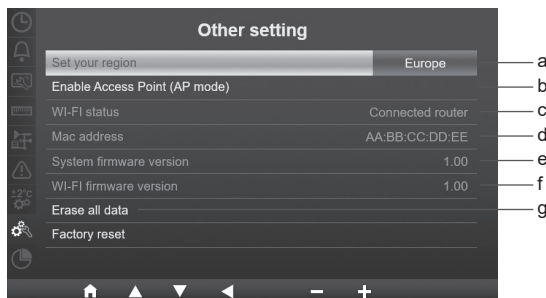 Other setting
Set your region Europe a
Enable Access Point (AP mode) b
WI-FI status Connected router c
Mac address AA:BB:CC:DD:EE d
System firmware version 1.00 e
WI-FI firmware version 1.00 f
Erase all data g
Factory reset
±2°C